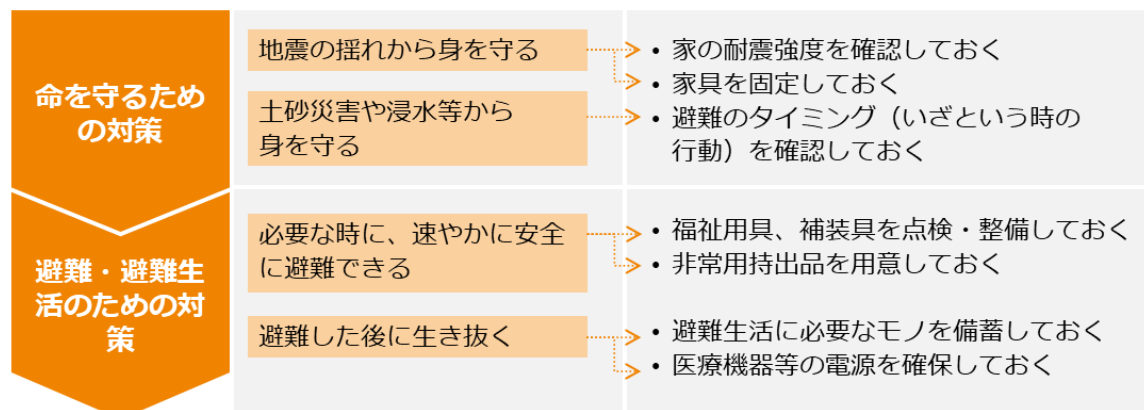 命を守るため
の対策
地震の揺れから身を守る
土砂災害や浸水等から
身を守る
• 家の耐震強度を確認しておく
• 家具を固定しておく
• 避難のタイミング（いざという時の
行動）を確認しておく
避難・避難生
活のための対
策
必要な時に、速やかに安全
に避難できる
避難した後に生き抜く
• 福祉用具、補装具を点検・整備しておく
• 非常用持出品を用意しておく
• 避難生活に必要なモノを備蓄しておく
• 医療機器等の電源を確保しておく